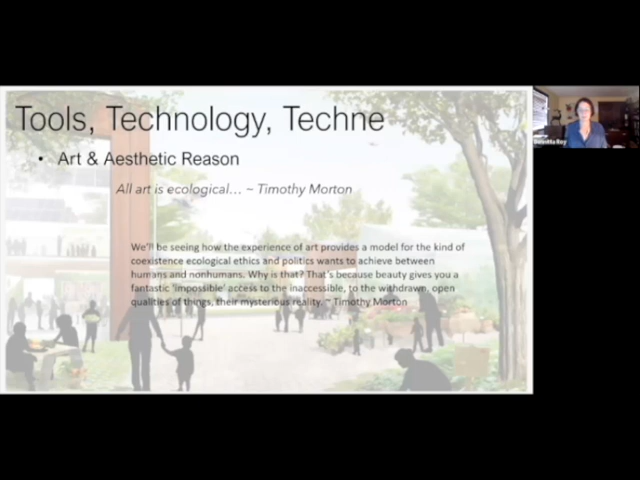 Tools, Technology, Techne
• Art & Aesthetic Reason
All art is ecological... ~ Timothy Morton
We'll be seeing how the experience of art provides a model for the kind of
coexistence ecological ethics and politics wants to achieve between
humans and nonhumans. Why is that? That's because beauty gives you a
fantastic 'impossible' access to the inaccessible, to the withdrawn, open
qualities of things, their mysterious reality. ~ Timothy Morton
Roy